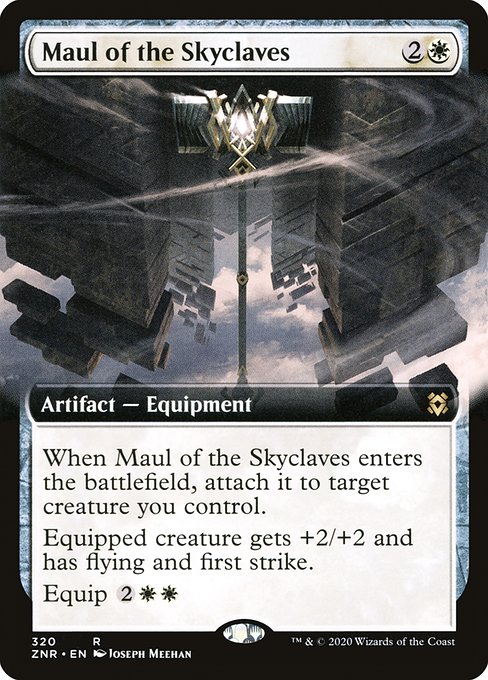 Maul of the Skyclaves 2
Artifact — Equipment
When Maul of the Skyclaves enters
the battlefield, attach it to target
creature you control.
Equipped creature gets +2/+2 and
has flying and first strike.
Equip 2
320 R
ZNR • EN Joseph Meehan
™ & © 2020 Wizards of the Coast